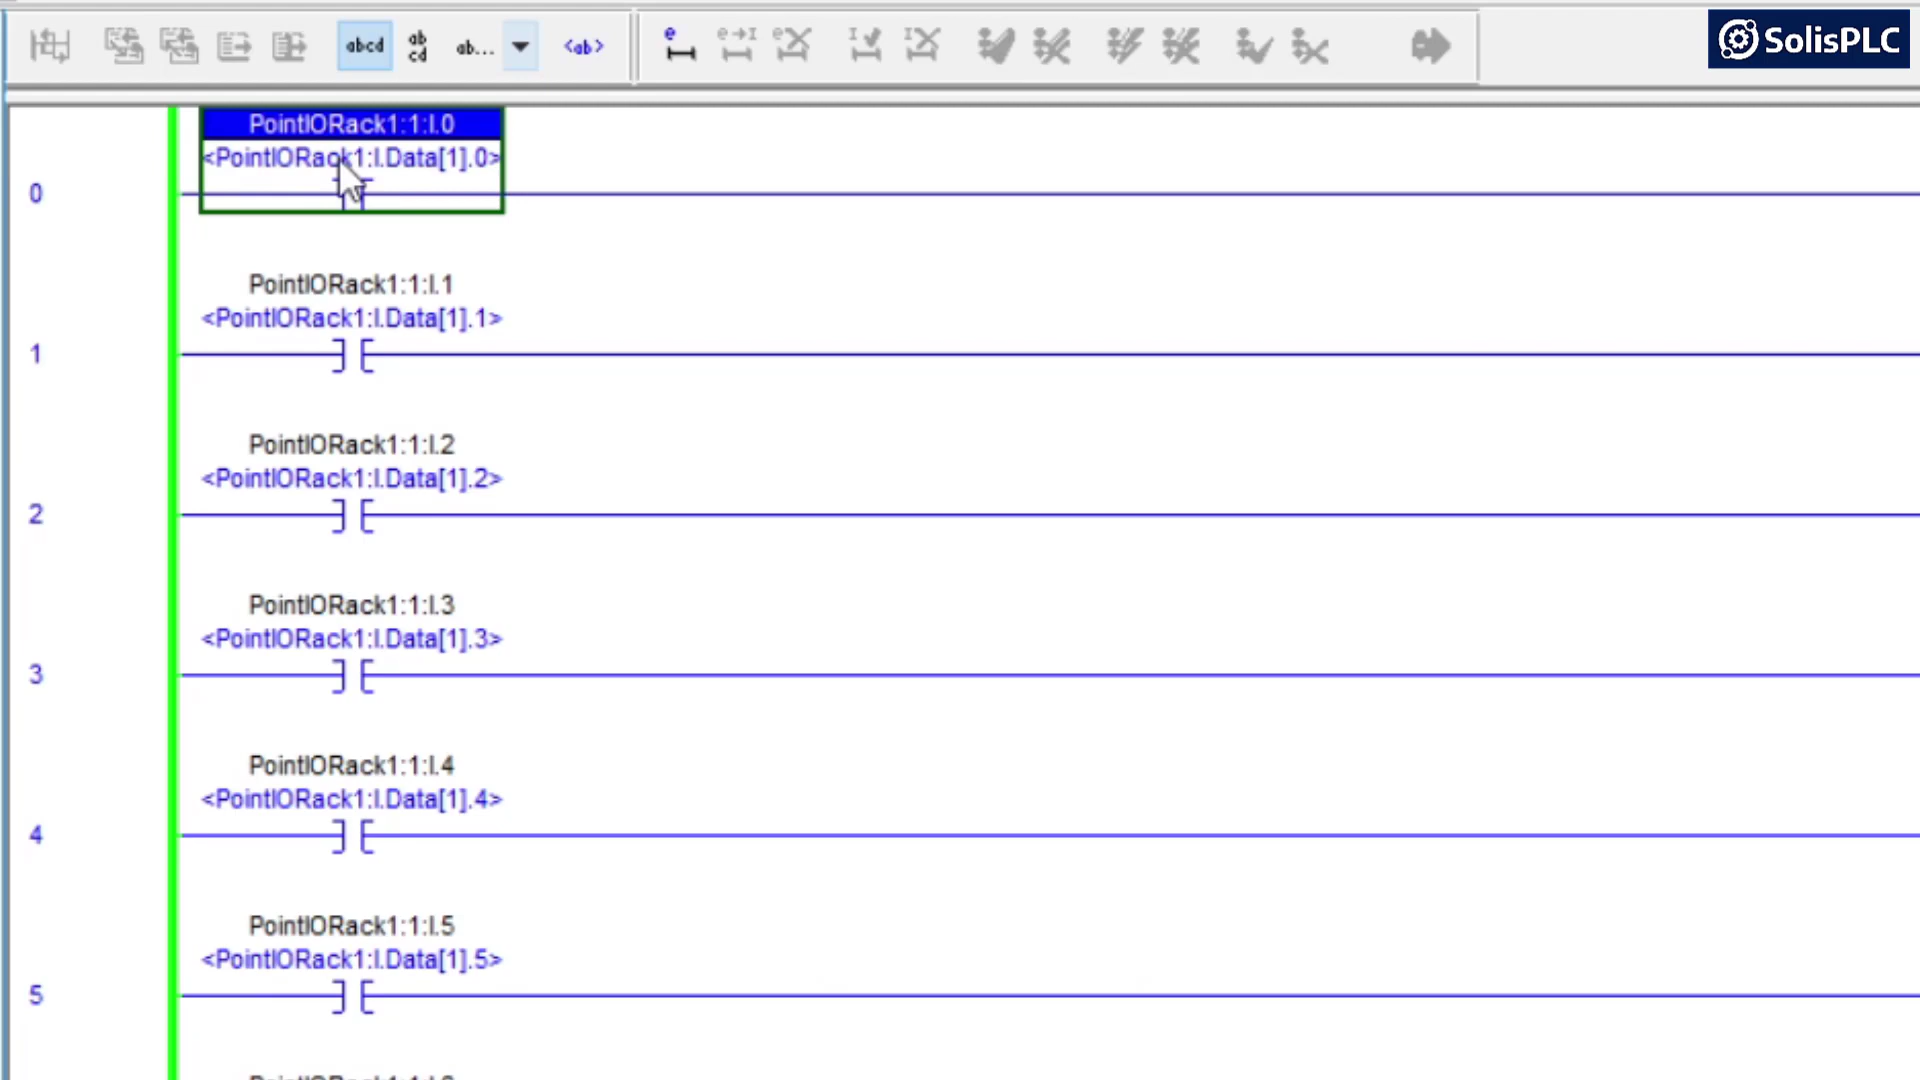 abcd
ab
cd
ab...
<ab>
e
e I
e
I
I
SolisPLC
PointIORack1:1:I.0
<PointIORack1:I.Data[1].0>
0
PointIORack1:1:I.1
<PointIORack1:I.Data[1].1>
1
PointIORack1:1:I.2
<PointIORack1:I.Data[1].2>
2
PointIORack1:1:I.3
<PointIORack1:I.Data[1].3>
3
PointIORack1:1:I.4
<PointIORack1:I.Data[1].4>
4
PointIORack1:1:I.5
<PointIORack1:I.Data[1].5>
5